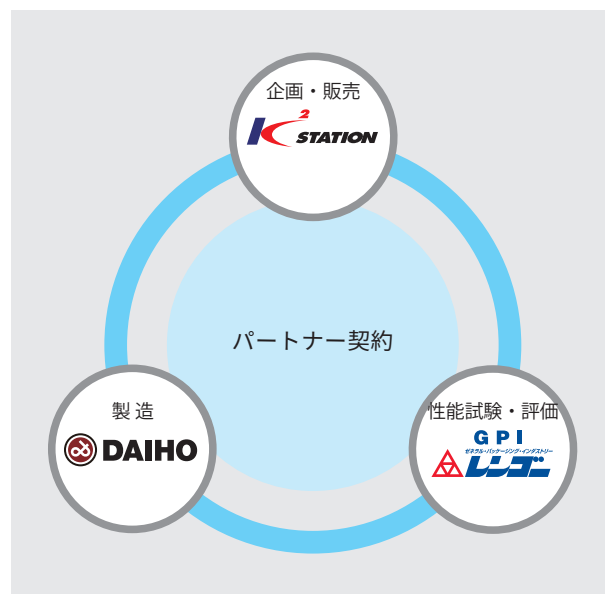 企画・販売
K2 STATION
パートナー契約
製造
DAIHO
性能試験・評価
GPI
ゼネラル・パッケージング・インダストリー
レンゴー